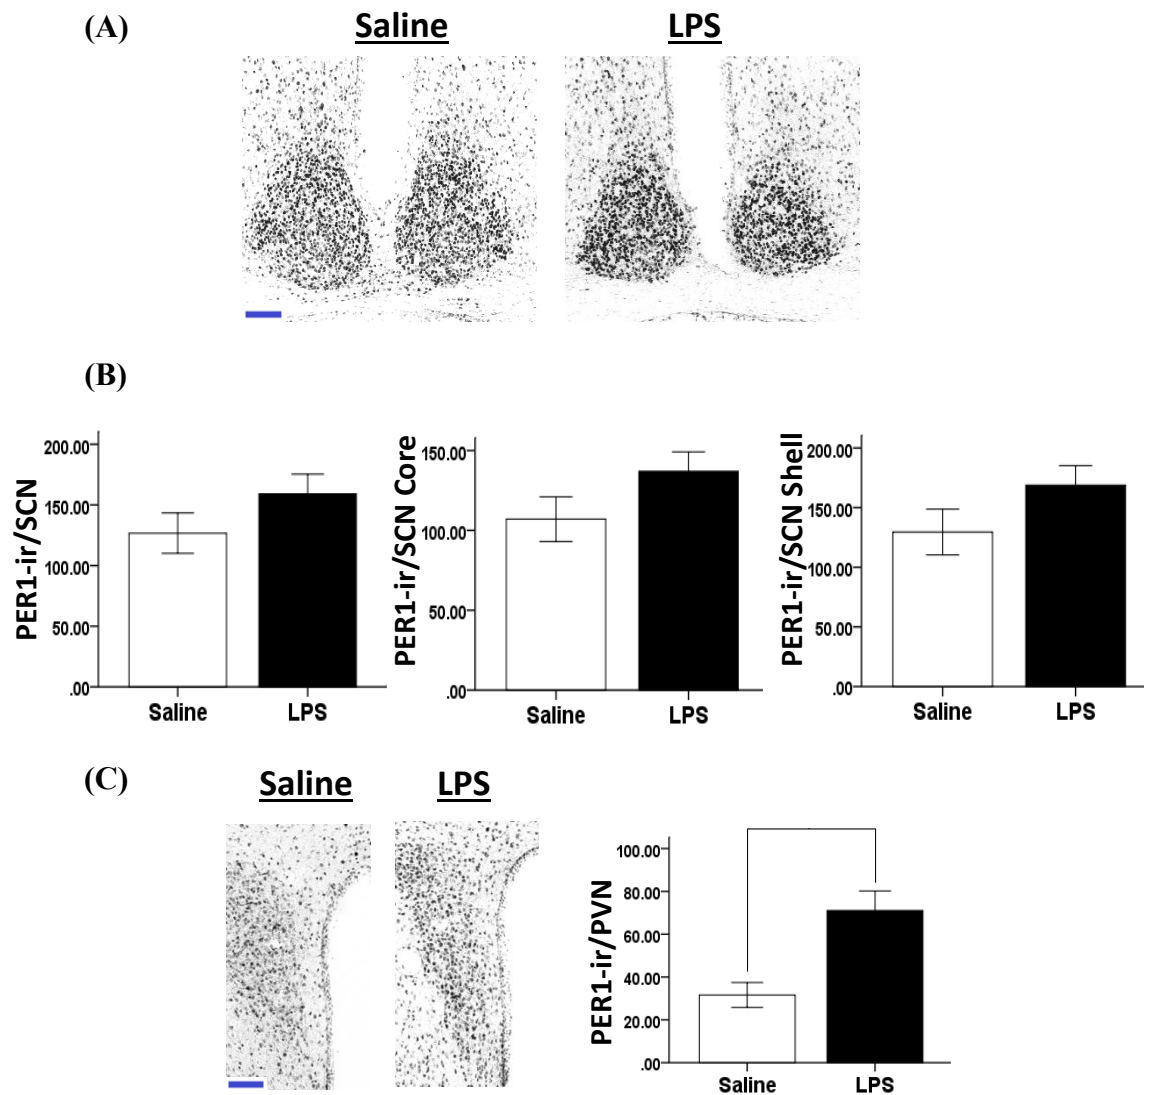 (A)
Saline LPS
(B)
PER1-ir/SCN
200.00
150.00
100.00
50.00
.00
Saline LPS
PER1-ir/SCN Core
150.00
100.00
50.00
.00
Saline LPS
PER1-ir/SCN Shell
200.00
150.00
100.00
50.00
.00
Saline LPS
(C)
Saline LPS
PER1-ir/PVN
100.00
80.00
60.00
40.00
20.00
.00
Saline LPS